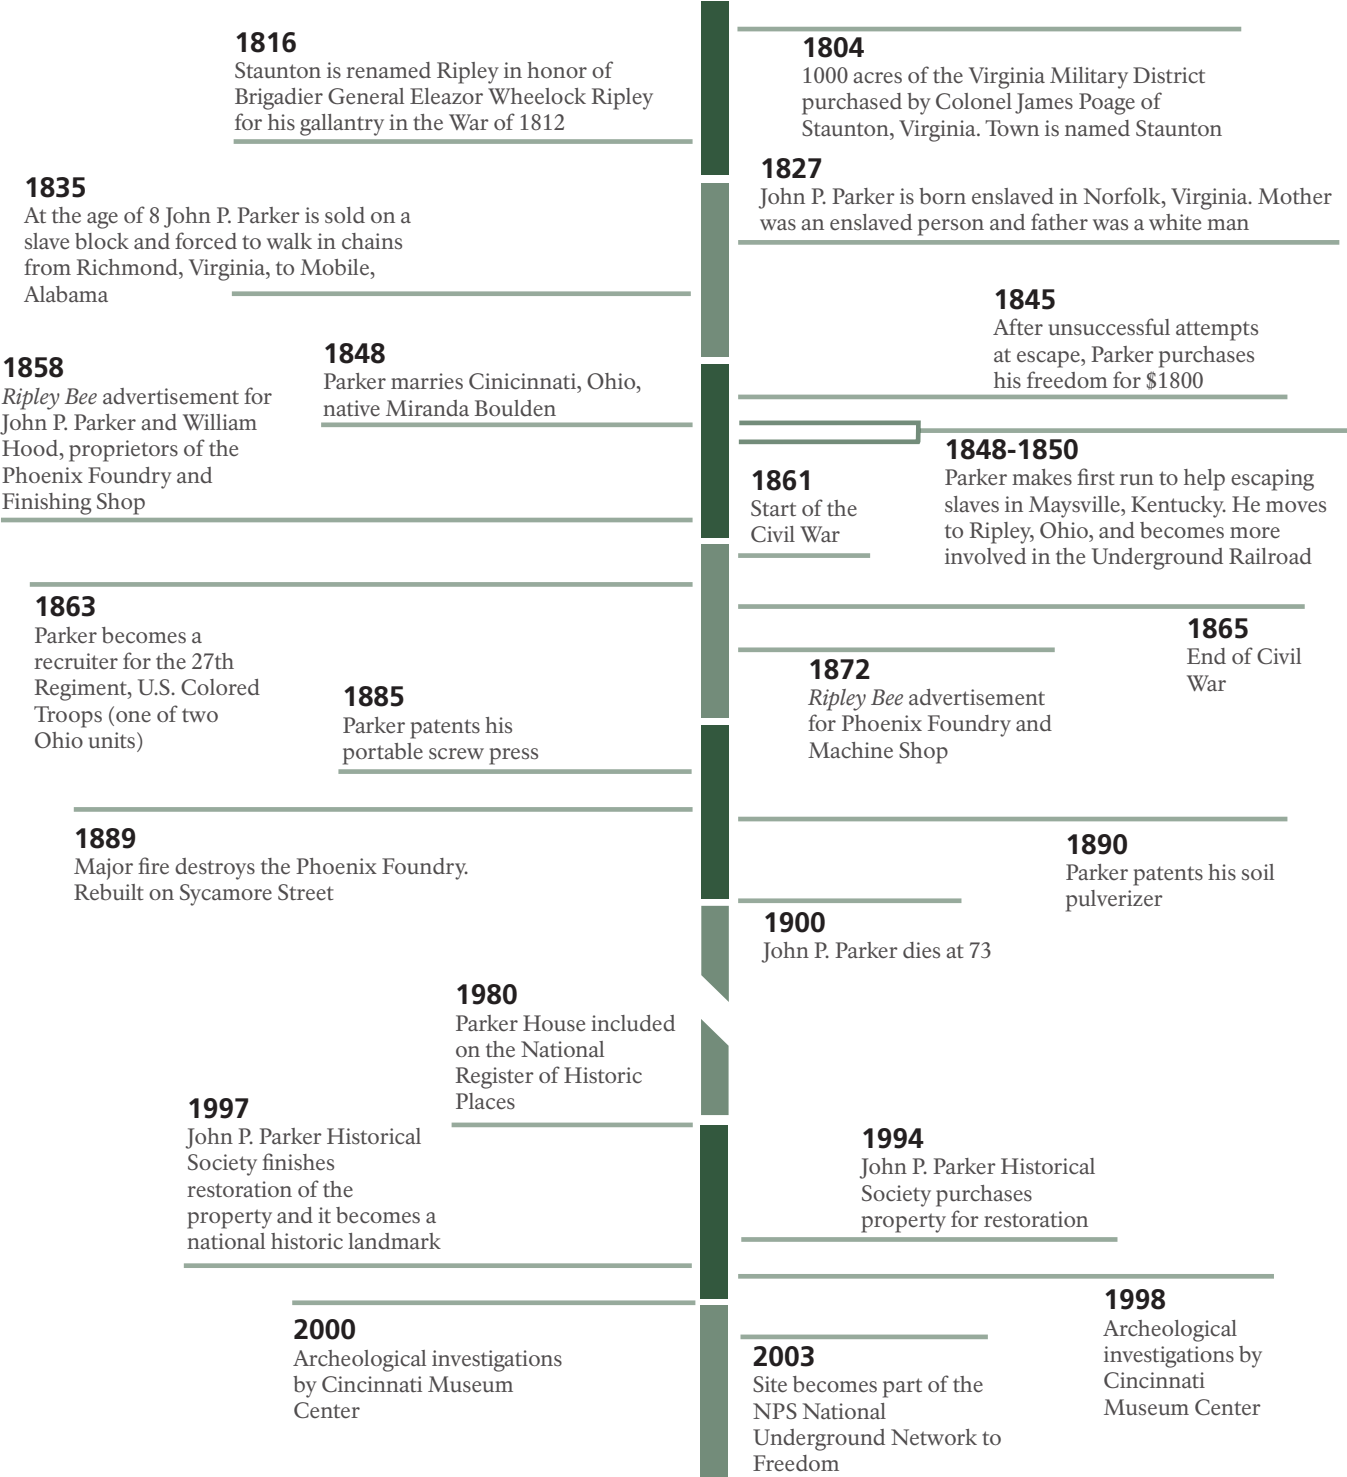 1816
Staunton is renamed Ripley in honor of
Brigadier General Eleazor Wheelock Ripley
for his gallantry in the War of 1812
1804
1000 acres of the Virginia Military District
purchased by Colonel James Poage of
Staunton, Virginia. Town is named Staunton
1827
John P. Parker is born enslaved in Norfolk, Virginia. Mother
was an enslaved person and father was a white man
1835
At the age of 8 John P. Parker is sold on a
slave block and forced to walk in chains
from Richmond, Virginia, to Mobile,
Alabama
1845
After unsuccessful attempts
at escape, Parker purchases
his freedom for $1800
1848
Parker marries Cinicinnati, Ohio,
native Miranda Boulden
1858
Ripley Bee advertisement for
John P. Parker and William
Hood, proprietors of the
Phoenix Foundry and
Finishing Shop
1848-1850
Parker makes first run to help escaping
slaves in Maysville, Kentucky. He moves
to Ripley, Ohio, and becomes more
involved in the Underground Railroad
1861
Start of the
Civil War
1863
Parker becomes a
recruiter for the 27th
Regiment, U.S. Colored
Troops (one of two
Ohio units)
1865
End of Civil
War
1872
Ripley Bee advertisement
for Phoenix Foundry and
Machine Shop
1885
Parker patents his
portable screw press
1889
Major fire destroys the Phoenix Foundry.
Rebuilt on Sycamore Street
1890
Parker patents his soil
pulverizer
1900
John P. Parker dies at 73
1980
Parker House included
on the National
Register of Historic
Places
1997
John P. Parker Historical
Society finishes
restoration of the
property and it becomes a
national historic landmark
1994
John P. Parker Historical
Society purchases
property for restoration
1998
Archeological
investigations by
Cincinnati
Museum Center
2000
Archeological investigations
by Cincinnati Museum
Center
2003
Site becomes part of the
NPS National
Underground Network to
Freedom